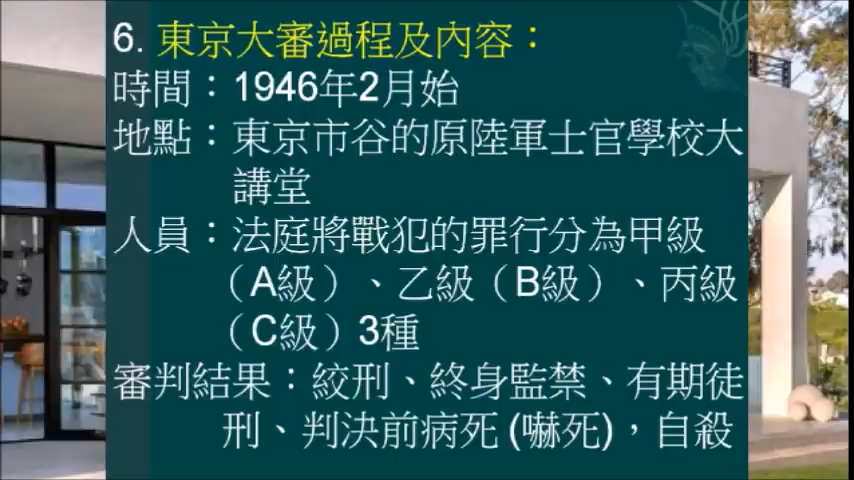 6. 東京大審過程及內容：
時間：1946年2月始
地點：東京市谷的原陸軍士官學校大
講堂
人員：法庭將戰犯的罪行分為甲級
（A級）、乙級（B級）、丙級
（C級）3種
審判結果：絞刑、終身監禁、有期徒
刑、判決前病死 (嚇死)，自殺